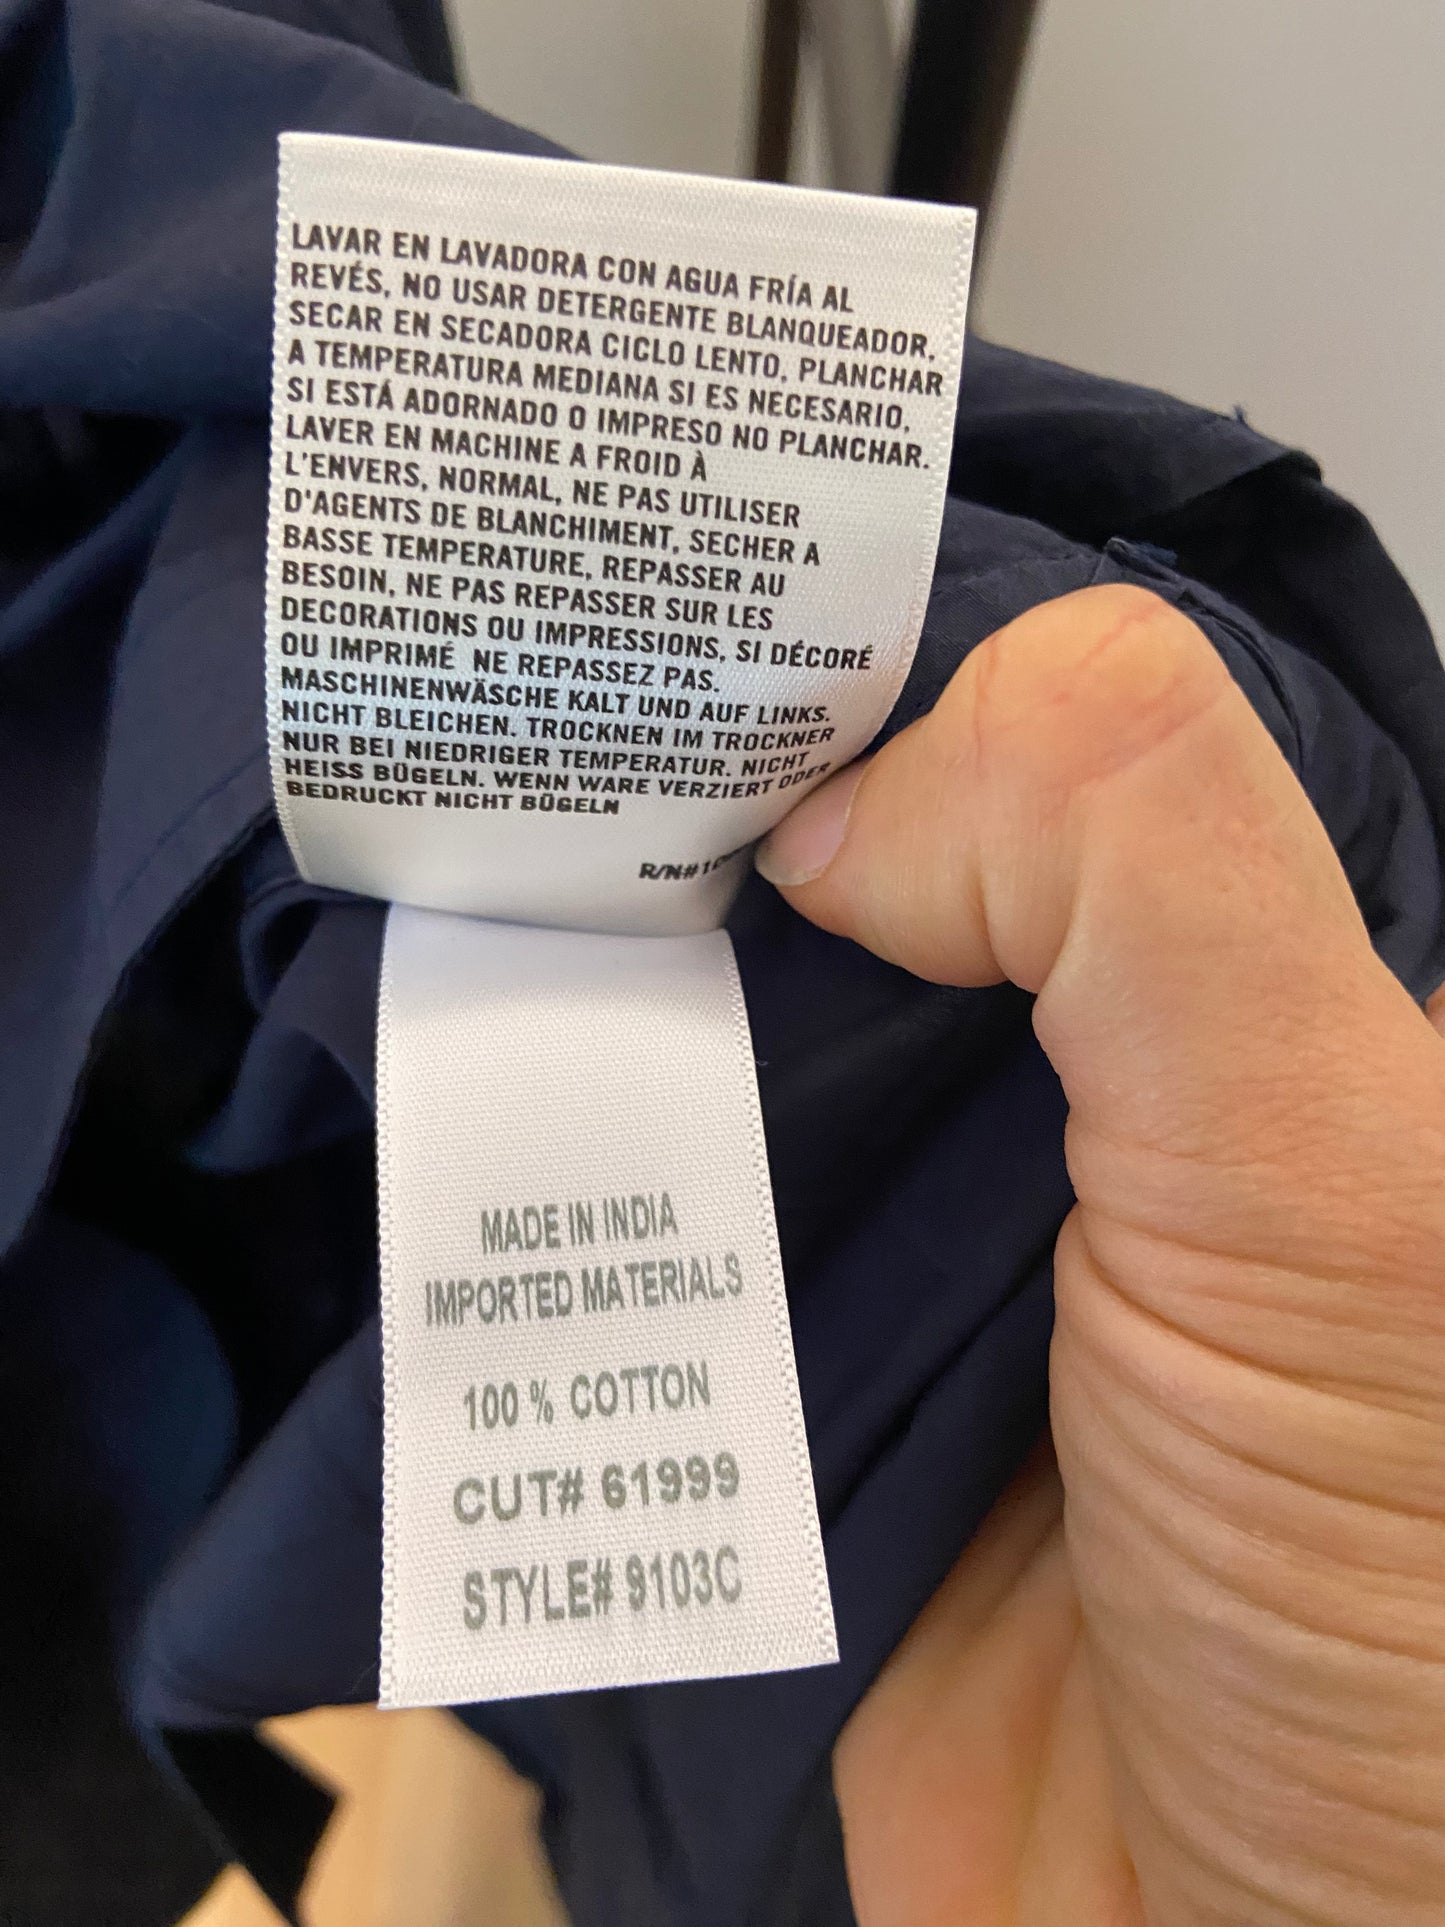 LAVAR EN LAVADORA CON AGUA FRÍA AL
REVÉS, NO USAR DETERGENTE BLANQUEADOR,
SECAR EN SECADORA CICLO LENTO, PLANCHAR
A TEMPERATURA MEDIANA SI ES NECESARIO,
SI ESTÁ ADORNADO O IMPRESO NO PLANCHAR.
LAVER EN MACHINE A FROID À
L'ENVERS, NORMAL, NE PAS UTILISER
D'AGENTS DE BLANCHIMENT, SECHER A
BASSE TEMPERATURE, REPASSER AU
BESOIN, NE PAS REPASSER SUR LES
DECORATIONS OU IMPRESSIONS, SI DÉCORÉ
OU IMPRIMÉ NE REPASSEZ PAS.
MASCHINENWÄSCHE KALT UND AUF LINKS.
NICHT BLEICHEN. TROCKNEN IM TROCKNER
NUR BEI NIEDRIGER TEMPERATUR. NICHT
HEISS BÜGELN. WENN WARE VERZIERT ODER
BEDRUCKT NICHT BÜGELN
MADE IN INDIA
IMPORTED MATERIALS
100 % COTTON
CUT# 61999
STYLE# 9103C